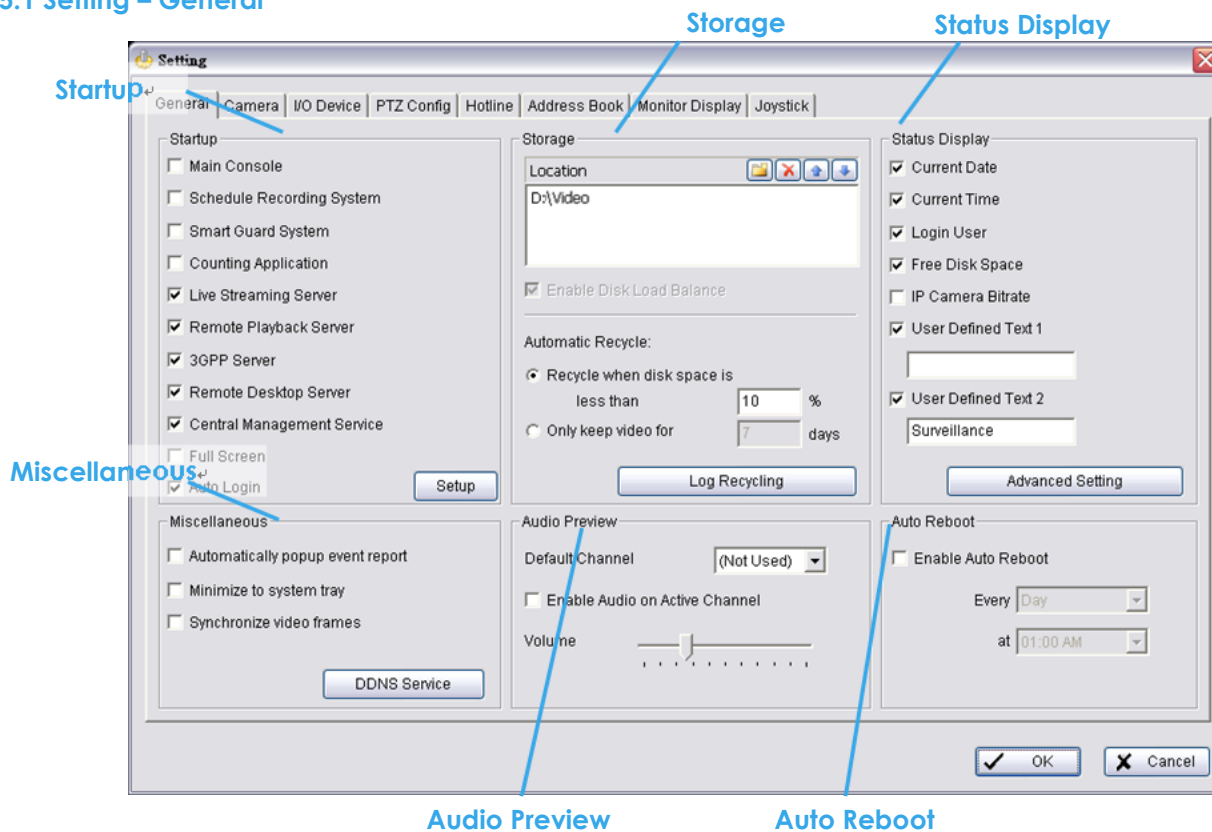 5.1 Setting – General
Storage
Status Display
Setting
Startup
General Camera I/O Device PTZ Config Hotline Address Book Monitor Display Joystick
Startup
Main Console
Schedule Recording System
Smart Guard System
Counting Application
Live Streaming Server
Remote Playback Server
3GPP Server
Remote Desktop Server
Central Management Service
Full Screen
Auto Login
Setup
Storage
Location
D:\Video
Enable Disk Load Balance
Automatic Recycle:
Recycle when disk space is
less than 10 %
Only keep video for 7 days
Log Recycling
Status Display
Current Date
Current Time
Login User
Free Disk Space
IP Camera Bitrate
User Defined Text 1
User Defined Text 2
Surveillance
Advanced Setting
Miscellaneous
Miscellaneous
Automatically popup event report
Minimize to system tray
Synchronize video frames
DDNS Service
Audio Preview
Default Channel (Not Used)
Enable Audio on Active Channel
Volume
Auto Reboot
Enable Auto Reboot
Every Day
at 01:00 AM
OK Cancel
Audio Preview
Auto Reboot